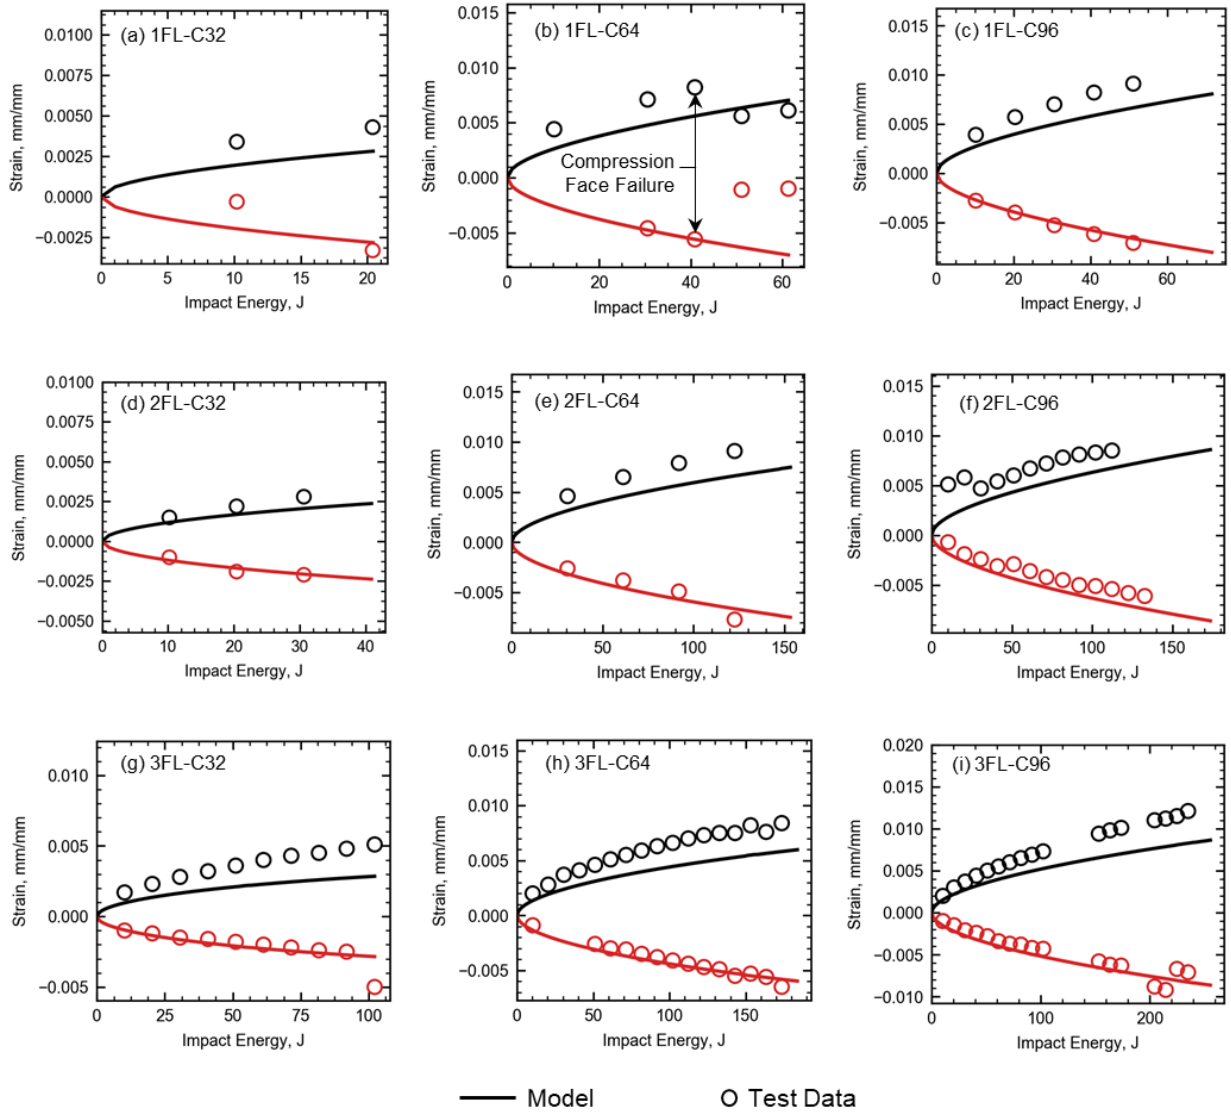 (a) 1FL-C32
0.0100
0.0075
0.0050
0.0025
0.0000
−0.0025
Strain, mm/mm
0 5 10 15 20
Impact Energy, J
(b) 1FL-C64
0.015
0.010
0.005
0.000
−0.005
Strain, mm/mm
Compression
Face Failure
0 20 40 60
Impact Energy, J
(c) 1FL-C96
0.015
0.010
0.005
0.000
−0.005
Strain, mm/mm
0 20 40 60
Impact Energy, J
(d) 2FL-C32
0.0100
0.0075
0.0050
0.0025
0.0000
−0.0025
−0.0050
Strain, mm/mm
0 10 20 30 40
Impact Energy, J
(e) 2FL-C64
0.015
0.010
0.005
0.000
−0.005
Strain, mm/mm
0 50 100 150
Impact Energy, J
(f) 2FL-C96
0.015
0.010
0.005
0.000
−0.005
Strain, mm/mm
0 50 100 150
Impact Energy, J
(g) 3FL-C32
0.010
0.005
0.000
−0.005
Strain, mm/mm
0 25 50 75 100
Impact Energy, J
(h) 3FL-C64
0.015
0.010
0.005
0.000
−0.005
Strain, mm/mm
0 50 100 150
Impact Energy, J
(i) 3FL-C96
0.020
0.015
0.010
0.005
0.000
−0.005
−0.010
Strain, mm/mm
0 100 200
Impact Energy, J
Model Test Data